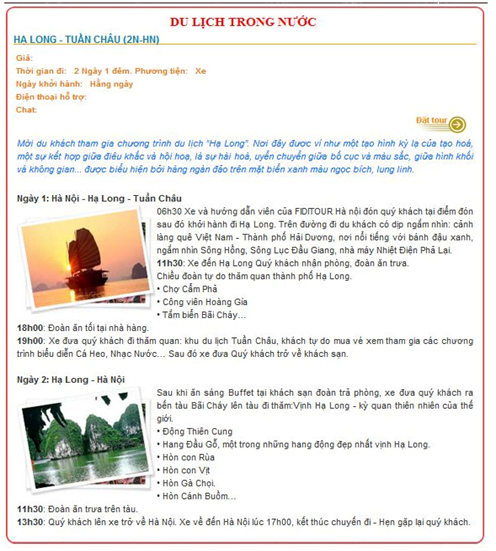 DU LỊCH TRONG NƯỚC
HẠ LONG - TUẦN CHÂU (2N-HN)
Giá:
Thời gian đi: 2 Ngày 1 đêm. Phương tiện: Xe
Ngày khởi hành: Hằng ngày
Điện thoại hỗ trợ:
Chat:
Đặt tour
Mời du khách tham gia chương trình du lịch "Hạ Long". Nơi đây được ví như một tạo hình kỳ lạ của tạo hoá,
một sự kết hợp giữa điêu khắc và hội hoạ, là sự hài hoà, uyển chuyển giữa bố cục và màu sắc, giữa hình khối
và không gian... được biểu hiện bởi hàng ngàn đảo trên mặt biển xanh màu ngọc bích, lung linh.
Ngày 1: Hà Nội - Hạ Long - Tuần Châu
06h30 Xe và hướng dẫn viên của FIDITOUR Hà nội đón quý khách tại điểm đón
sau đó khởi hành đi Hạ Long. Trên đường đi du khách có dịp ngắm nhìn: cảnh
làng quê Việt Nam - Thành phố Hải Dương, nơi nổi tiếng với bánh đậu xanh,
ngắm nhìn Sông Hồng, Sông Lục Đầu Giang, nhà máy Nhiệt Điện Phả Lại.
11h30: Xe đến Hạ Long Quý khách nhận phòng, đoàn ăn trưa.
Chiều đoàn tự do thăm quan thành phố Hạ Long.
• Chợ Cẩm Phả
• Công viên Hoàng Gía
• Tắm biển Bãi Cháy...
18h00: Đoàn ăn tối tại nhà hàng.
19h00: Xe đưa quý khách đi thăm quan: khu du lịch Tuần Châu, khách tự do mua vé xem tham gia các
chương trình biểu diễn Cá Heo, Nhạc Nước... Sau đó xe đưa Quý khách trở về khách sạn.
Ngày 2: Hạ Long - Hà Nội
Sau khi ăn sáng Buffet tại khách sạn đoàn trả phòng, xe đưa quý khách ra
bến tàu Bãi Cháy lên tàu đi thăm:Vịnh Hạ Long - kỳ quan thiên nhiên của thế
giới.
• Động Thiên Cung
• Hang Đầu Gỗ, một trong những hang động đẹp nhất vịnh Hạ Long.
• Hòn con Rùa
• Hòn con Vịt
• Hòn Gà Chọi.
• Hòn Cánh Buồm...
11h30: Đoàn ăn trưa trên tàu.
13h30: Quý khách lên xe trở về Hà Nội. Xe về đến Hà Nội lúc 17h00, kết thúc chuyến đi - Hẹn gặp lại quý khách.